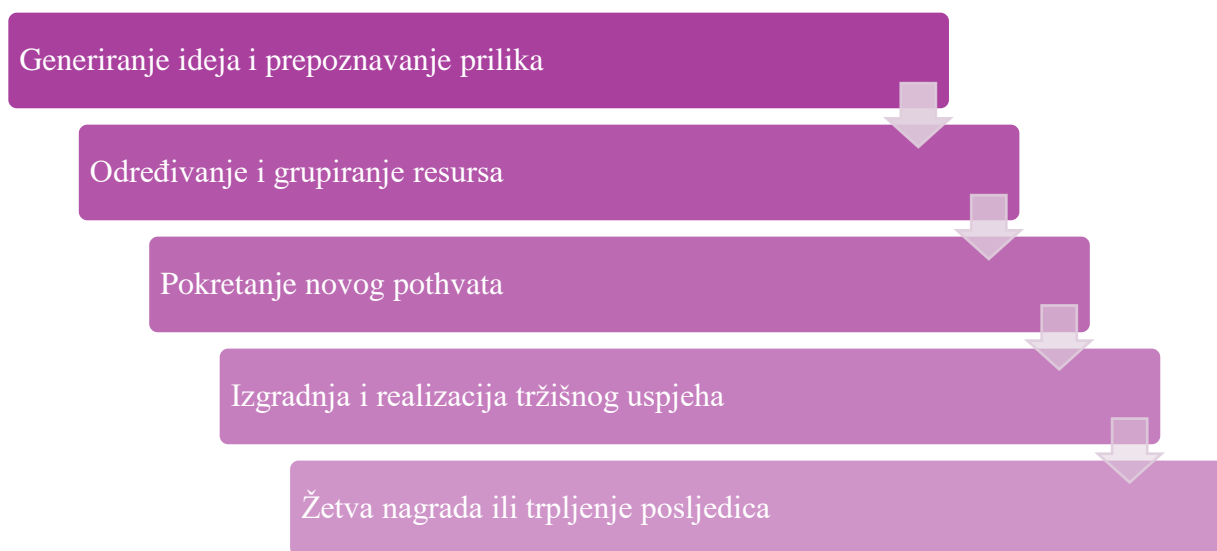 Generiranje ideja i prepoznavanje prilika
Određivanje i grupiranje resursa
Pokretanje novog pothvata
Izgradnja i realizacija tržišnog uspjeha
Žetva nagrada ili trpljenje posljedica